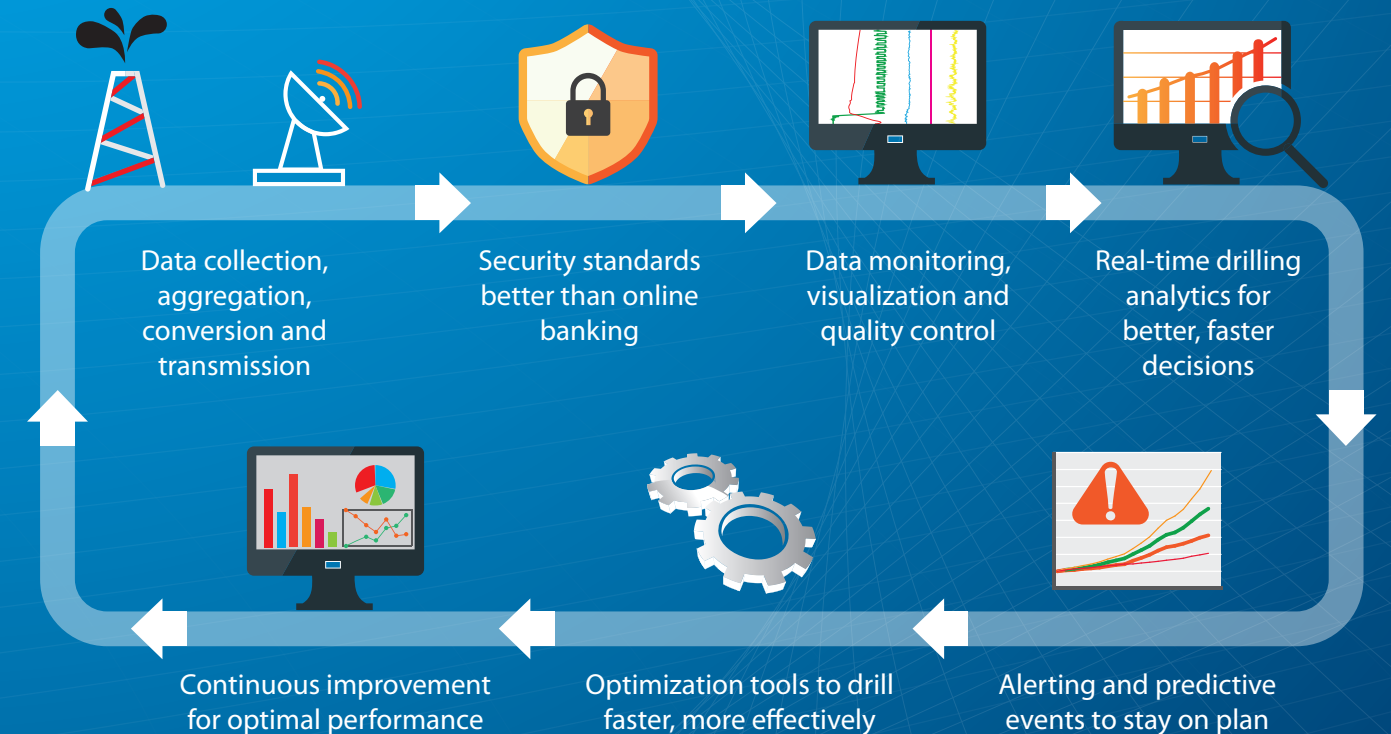 Data collection,
aggregation,
conversion and
transmission
Security standards
better than online
banking
Data monitoring,
visualization and
quality control
Real-time drilling
analytics for
better, faster
decisions
Continuous improvement
for optimal performance
Optimization tools to drill
faster, more effectively
Alerting and predictive
events to stay on plan